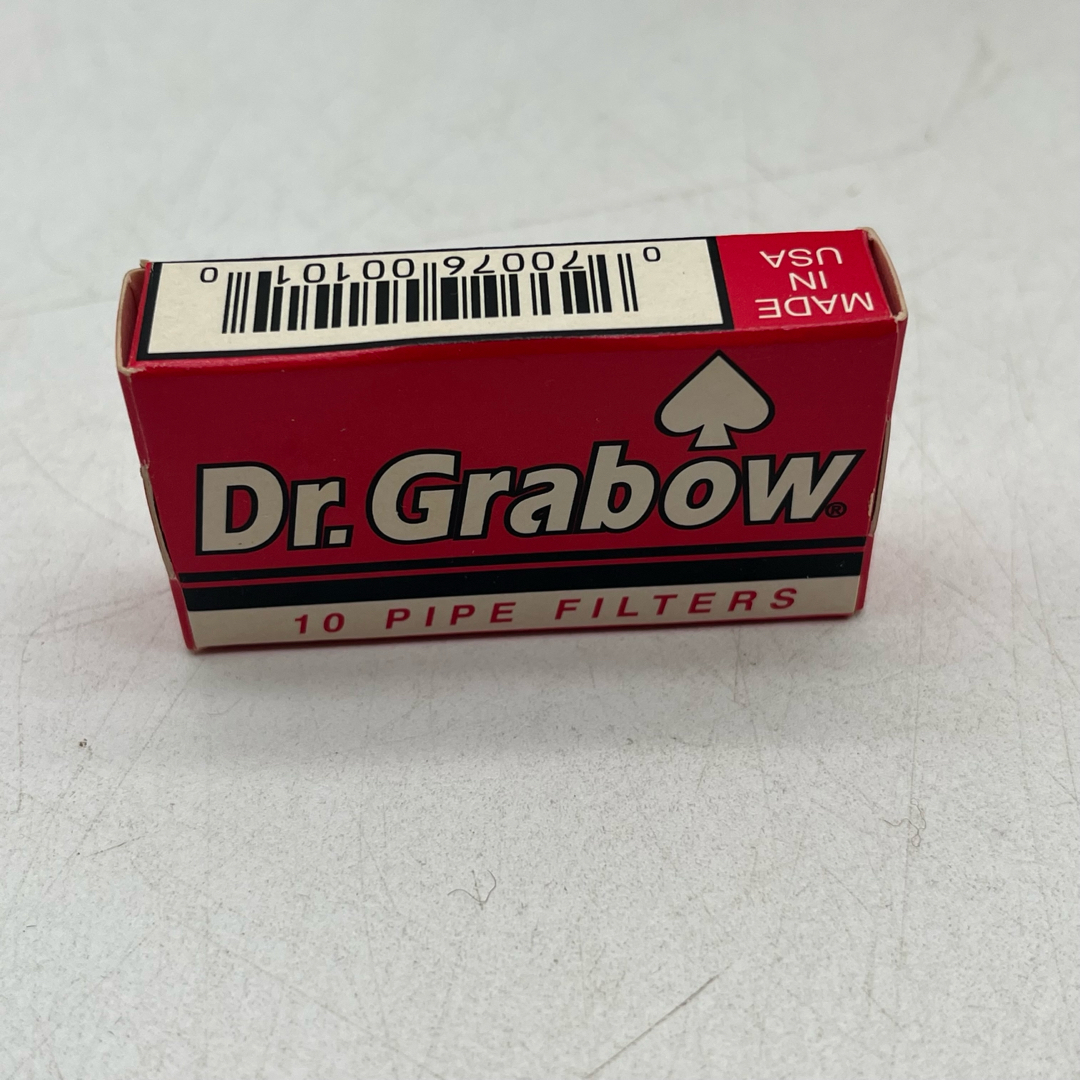 0 70076 00101 0
MADE
IN
USA
Dr. Grabow®
10 PIPE FILTERS